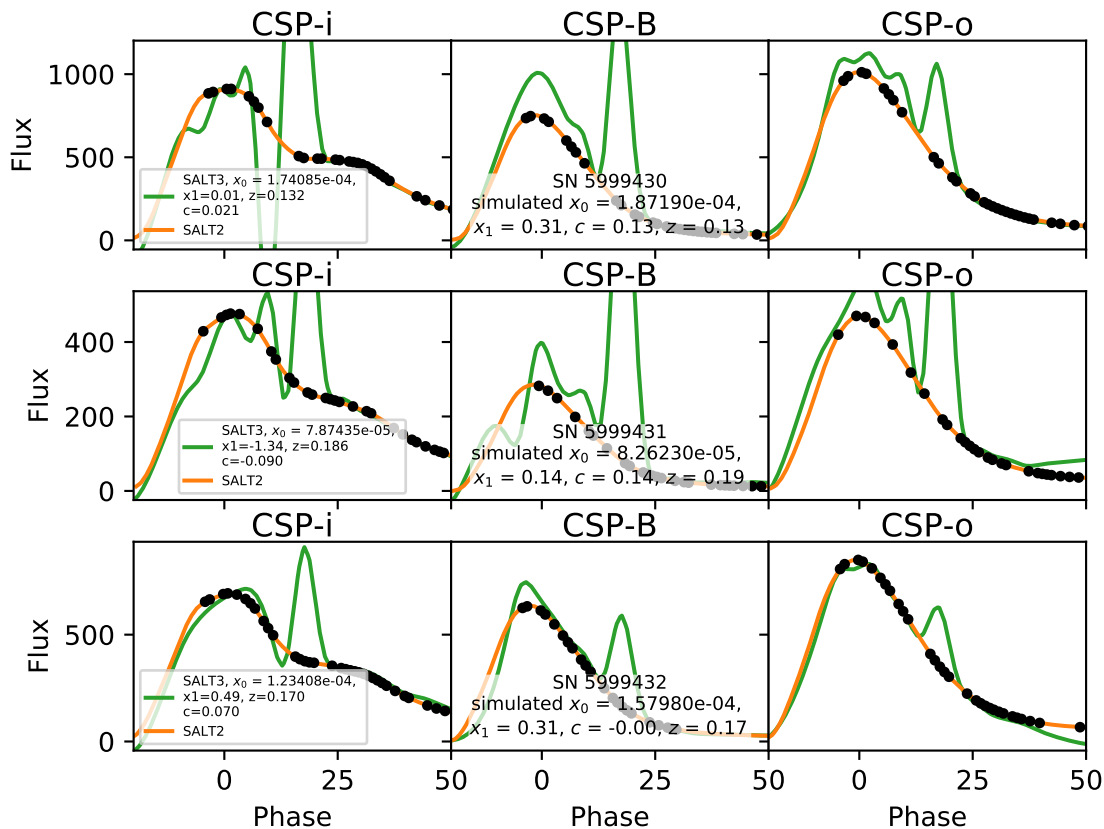 CSP-i CSP-B CSP-o
1000
500
0
Flux
SALT3, x₀ = 1.74085e-04,
x1=0.01, z=0.132
c=0.021
SALT2
SN 5999430
simulated x₀ = 1.87190e-04,
x₁ = 0.31, c = 0.13, z = 0.13
CSP-i CSP-B CSP-o
400
200
0
Flux
SALT3, x₀ = 7.87435e-05,
x1=-1.34, z=0.186
c=-0.090
SALT2
SN 5999431
simulated x₀ = 8.26230e-05,
x₁ = 0.14, c = 0.14, z = 0.19
CSP-i CSP-B CSP-o
500
0
Flux
SALT3, x₀ = 1.23408e-04,
x1=0.49, z=0.170
c=0.070
SALT2
SN 5999432
simulated x₀ = 1.57980e-04,
x₁ = 0.31, c = -0.00, z = 0.17
0 25 50 0 25 50 0 25 50
Phase Phase Phase